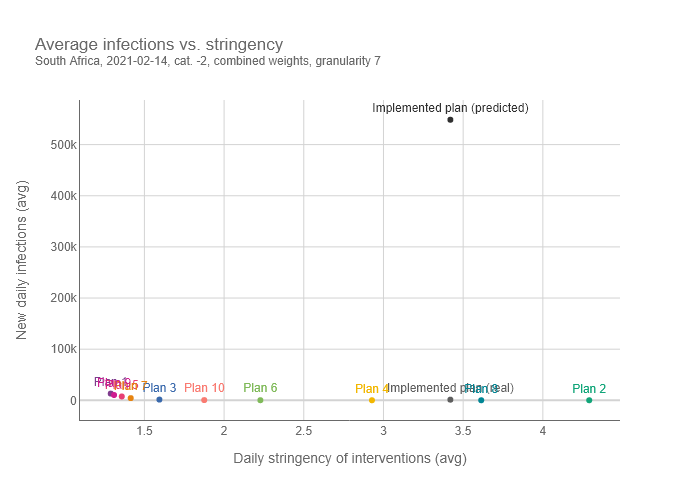 Average infections vs. stringency
South Africa, 2021-02-14, cat. -2, combined weights, granularity 7
Implemented plan (predicted)
500k
400k
300k
200k
100k
0
New daily infections (avg)
Plan 3
Plan 10
Plan 6
Plan 4
Implemented plan (real)
Plan 2
1.5
2
2.5
3
3.5
4
Daily stringency of interventions (avg)